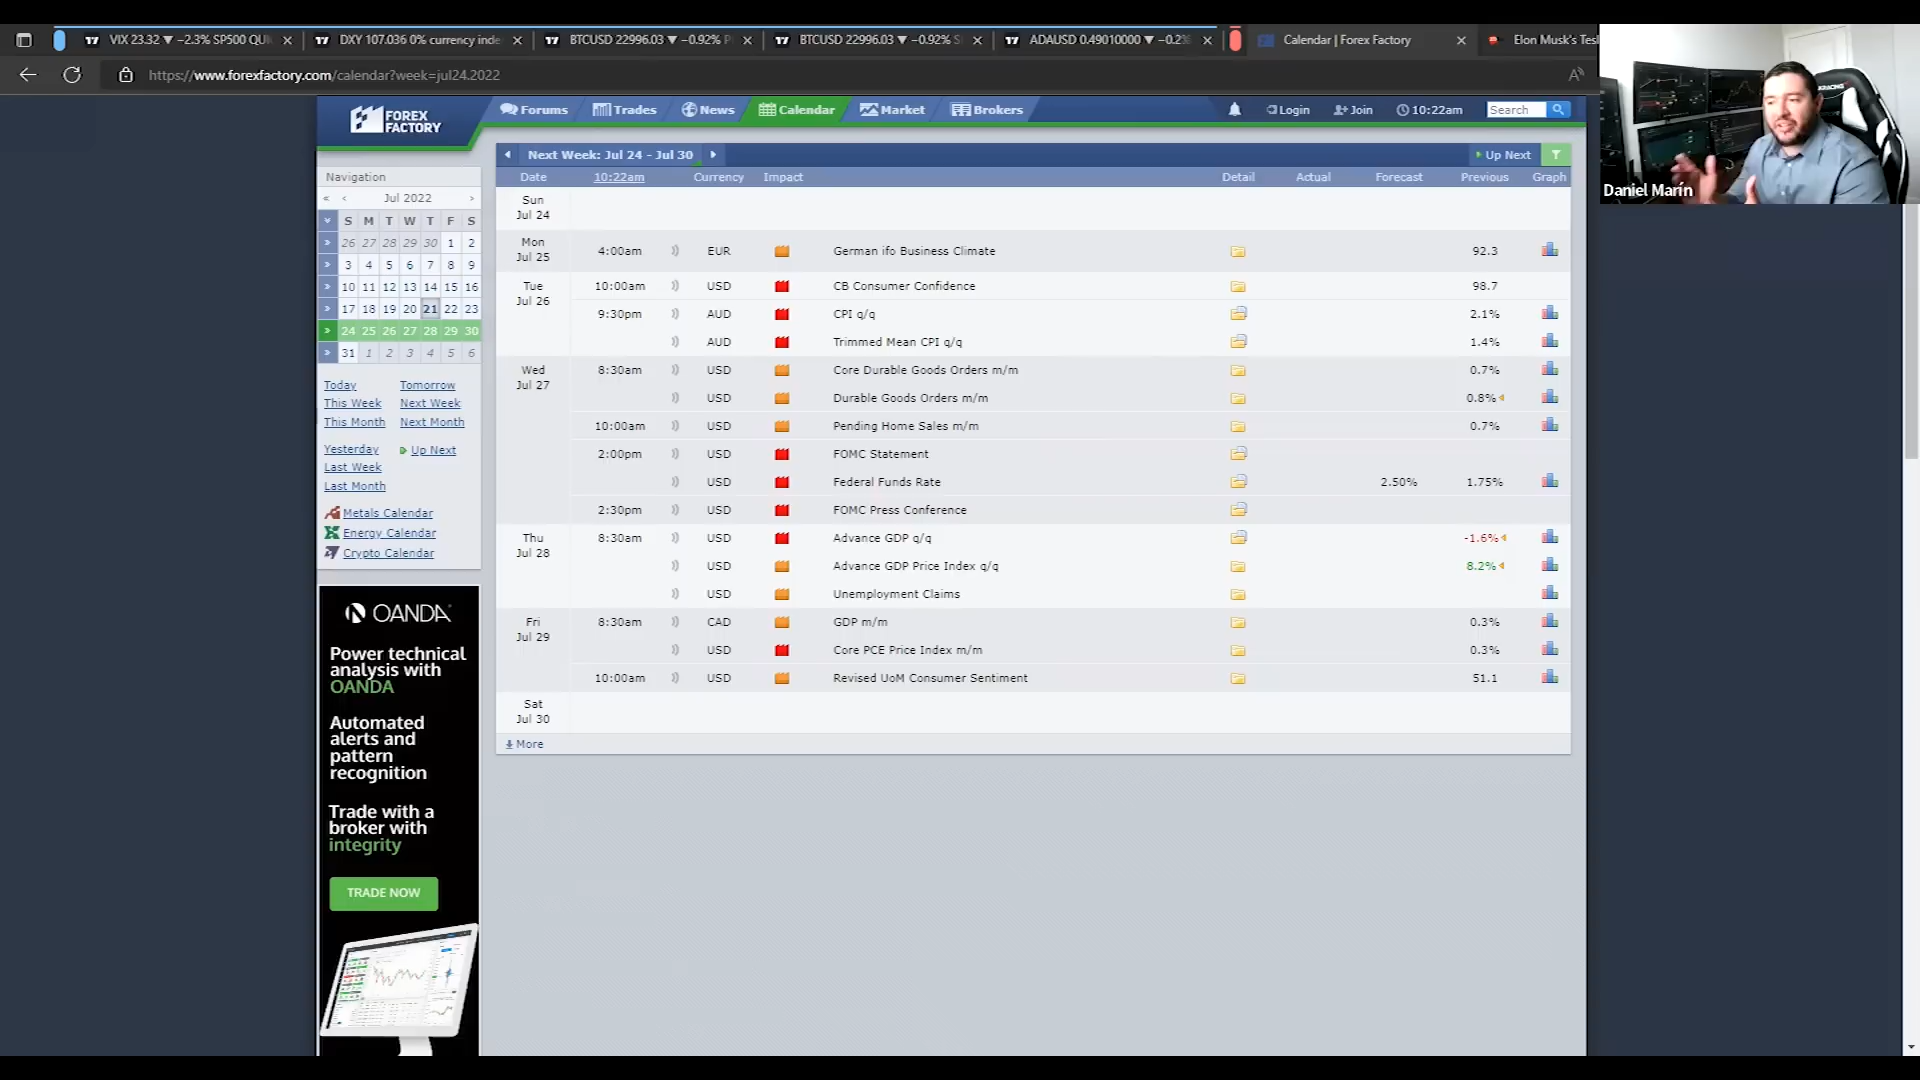 VIX 23.32 ▼ −2.3% SP500 QU
DXY 107.036 0% currency inde
BTCUSD 22996.03 ▼ −0.92%
BTCUSD 22996.03 ▼ −0.92%
ADAUSD 0.49010000 ▼ −0.2%
Calendar | Forex Factory
Elon Musk's Tesl
https://www.forexfactory.com/calendar?week=jul24.2022
FOREX
FACTORY
Forums
Trades
News
Calendar
Market
Brokers
Login
Join
10:22am
Search
Daniel Marín
Navigation
« ‹ Jul 2022 ›
S M T W T F S
» 26 27 28 29 30 1 2
» 3 4 5 6 7 8 9
» 10 11 12 13 14 15 16
» 17 18 19 20 21 22 23
» 24 25 26 27 28 29 30
» 31 1 2 3 4 5 6
Today Tomorrow
This Week Next Week
This Month Next Month
Yesterday Up Next
Last Week
Last Month
Metals Calendar
Energy Calendar
Crypto Calendar
OANDA
Power technical
analysis with
OANDA
Automated
alerts and
pattern
recognition
Trade with a
broker with
integrity
TRADE NOW
Next Week: Jul 24 - Jul 30
Up Next
Date 10:22am Currency Impact Detail Actual Forecast Previous Graph
Sun
Jul 24
Mon
Jul 25
4:00am EUR German ifo Business Climate 92.3
Tue
Jul 26
10:00am USD CB Consumer Confidence 98.7
9:30pm AUD CPI q/q 2.1%
AUD Trimmed Mean CPI q/q 1.4%
Wed
Jul 27
8:30am USD Core Durable Goods Orders m/m 0.7%
USD Durable Goods Orders m/m 0.8%
10:00am USD Pending Home Sales m/m 0.7%
2:00pm USD FOMC Statement
USD Federal Funds Rate 2.50% 1.75%
2:30pm USD FOMC Press Conference
Thu
Jul 28
8:30am USD Advance GDP q/q -1.6%
USD Advance GDP Price Index q/q 8.2%
USD Unemployment Claims
Fri
Jul 29
8:30am CAD GDP m/m 0.3%
USD Core PCE Price Index m/m 0.3%
10:00am USD Revised UoM Consumer Sentiment 51.1
Sat
Jul 30
More